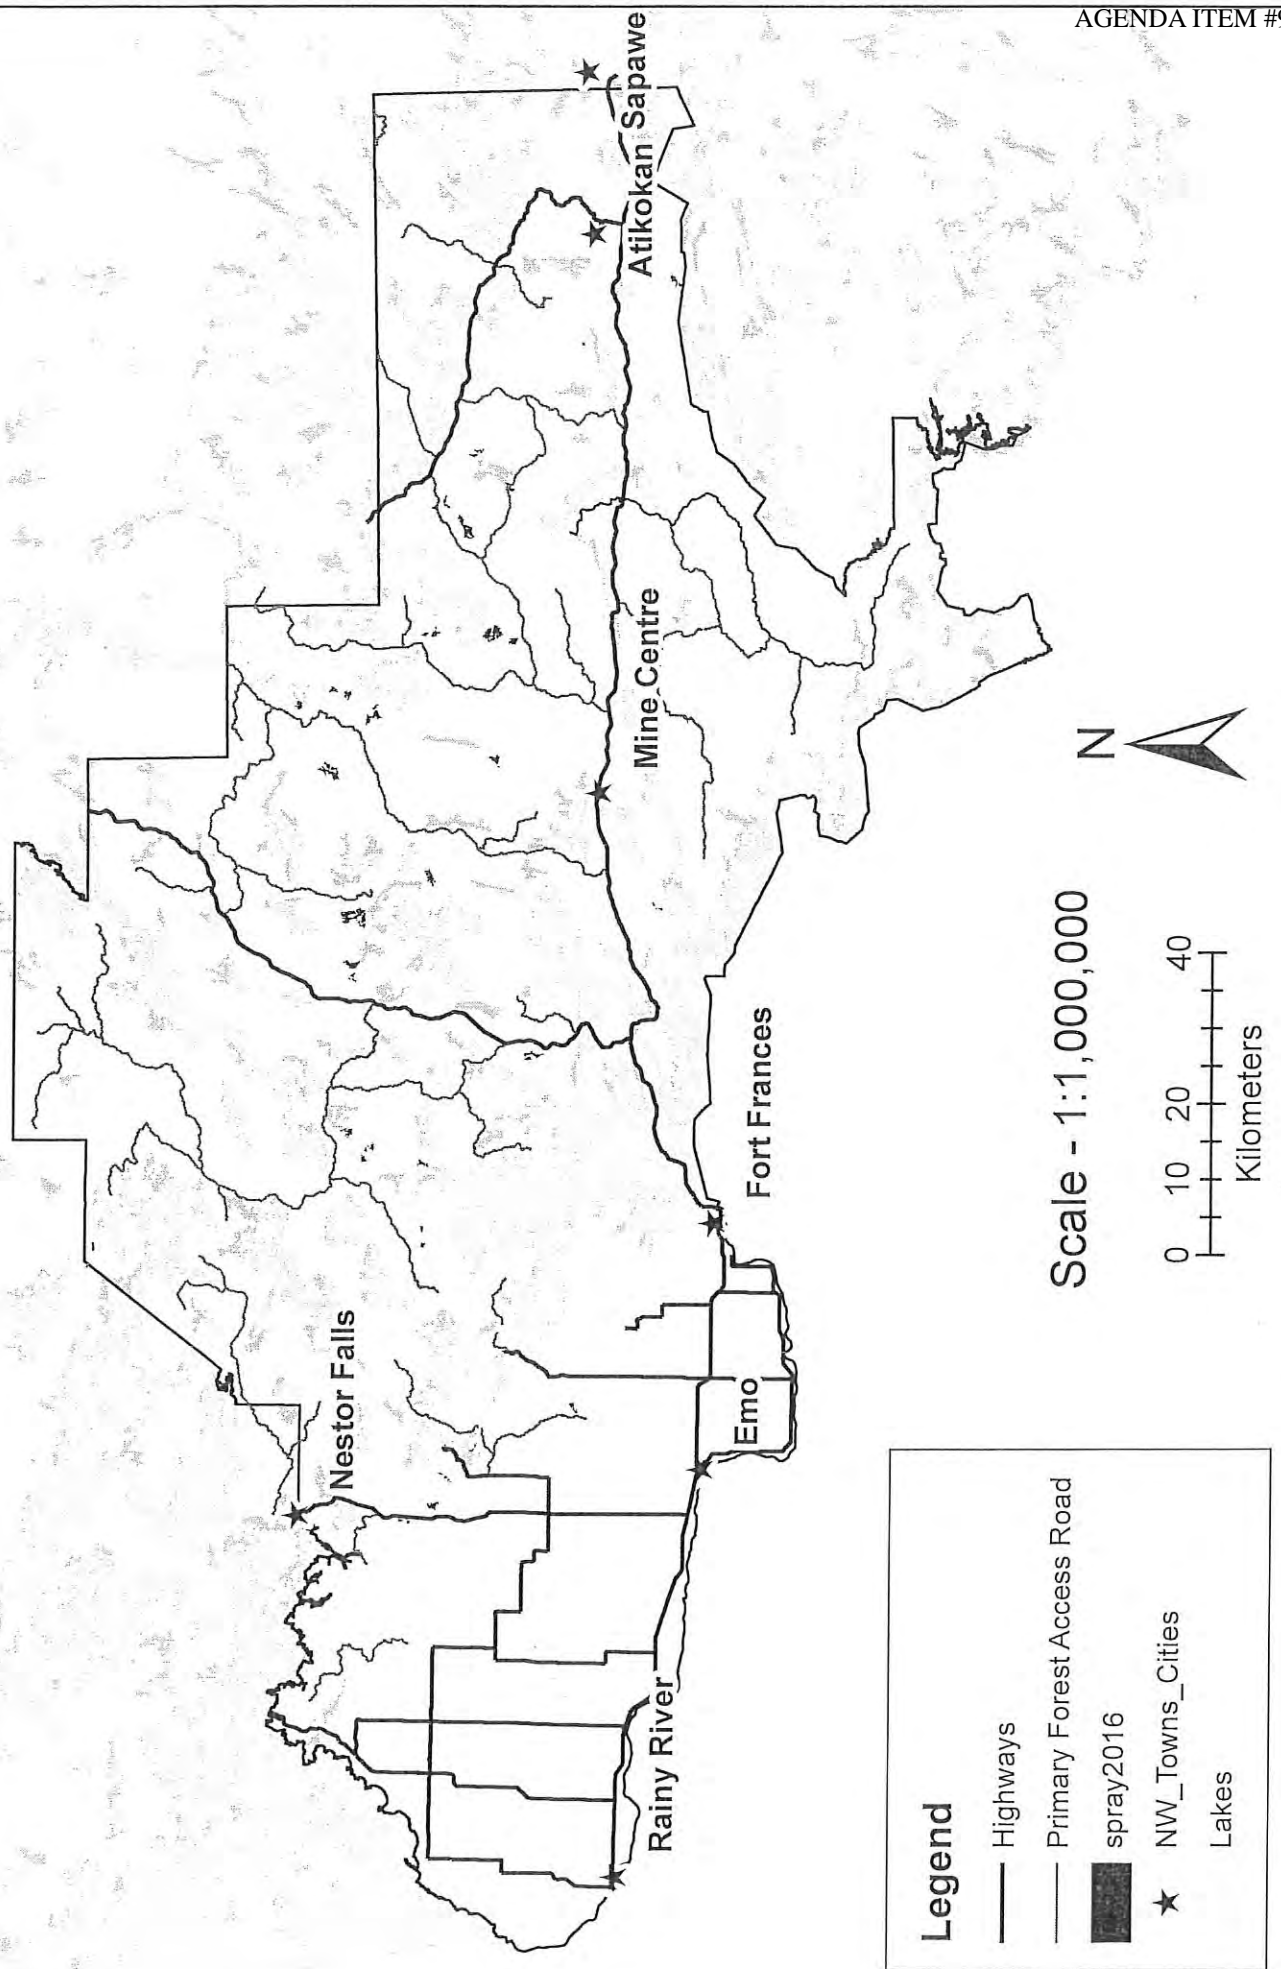 AGENDA ITEM #9
Sapawe
Atikokan
Mine Centre
Fort Frances
Nestor Falls
Emo
Rainy River
N
Scale - 1:1,000,000
0 10 20 40
Kilometers
Legend
Highways
Primary Forest Access Road
spray2016
NW_Towns_Cities
Lakes